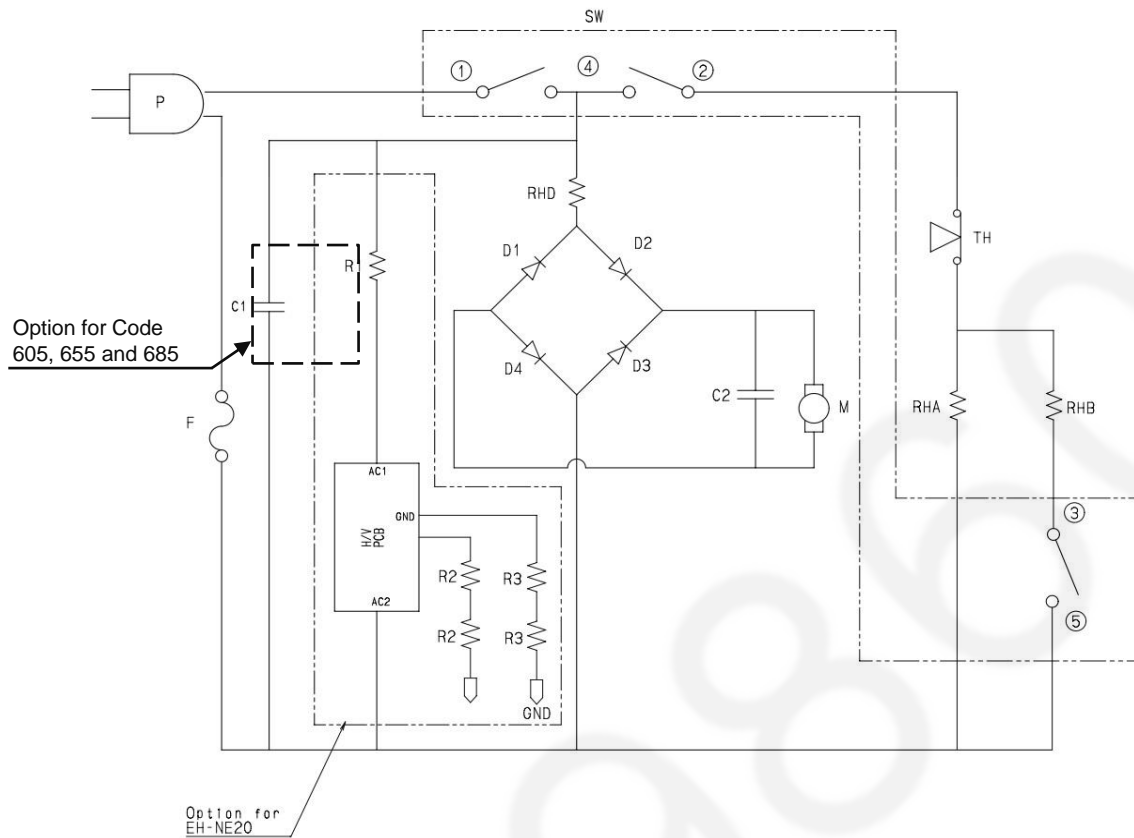 SW
① ④ ②
P
RHD
D1 D2
D4 D3
TH
R
C1
Option for Code
605, 655 and 685
F
C2 M
RHA RHB
AC1
GND
H/V
PCB
AC2
R2 R3
R2 R3
GND
③
⑤
Option for
EH-NE20